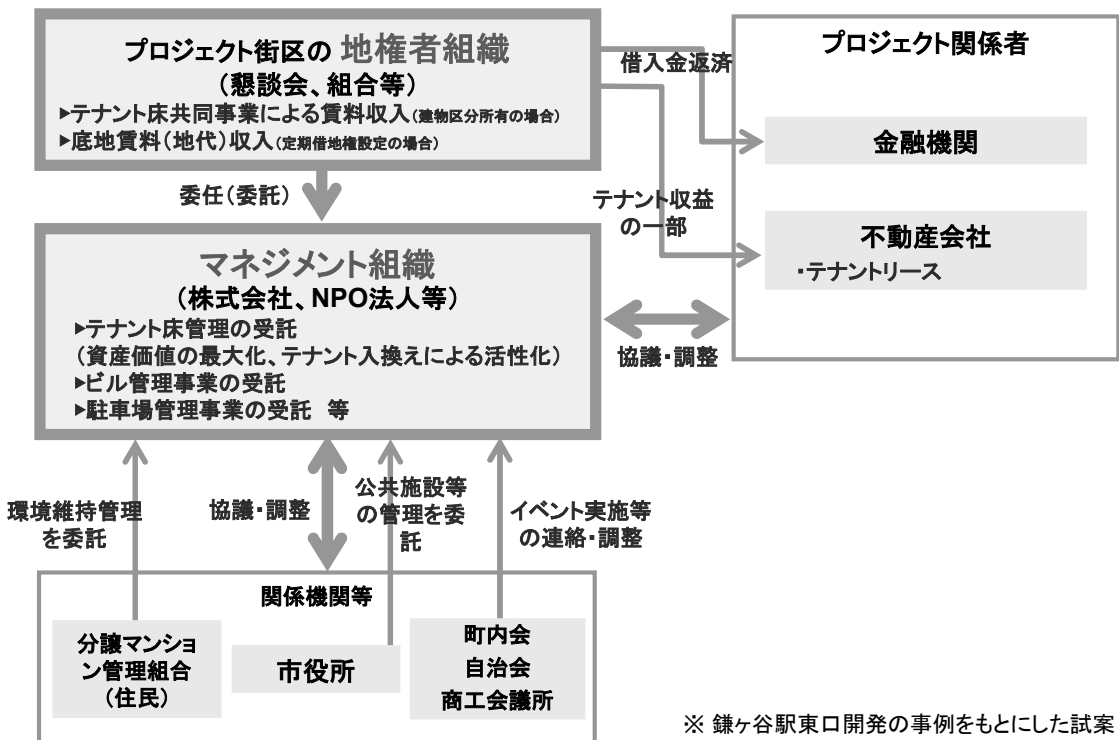 プロジェクト街区の 地権者組織
(懇談会、組合等)
▶テナント床共同事業による賃料収入(建物区分所有の場合)
▶底地賃料(地代)収入(定期借地権設定の場合)
借入金返済
プロジェクト関係者
金融機関
委任(委託)
テナント収益
の一部
不動産会社
・テナントリース
マネジメント組織
(株式会社、NPO法人等)
▶テナント床管理の受託
(資産価値の最大化、テナント入換えによる活性化)
▶ビル管理事業の受託
▶駐車場管理事業の受託 等
協議・調整
環境維持管理
を委託
協議・調整
公共施設等
の管理を委
託
イベント実施等
の連絡・調整
関係機関等
分譲マンショ
ン管理組合
(住民)
市役所
町内会
自治会
商工会議所
※ 鎌ヶ谷駅東口開発の事例をもとにした試案